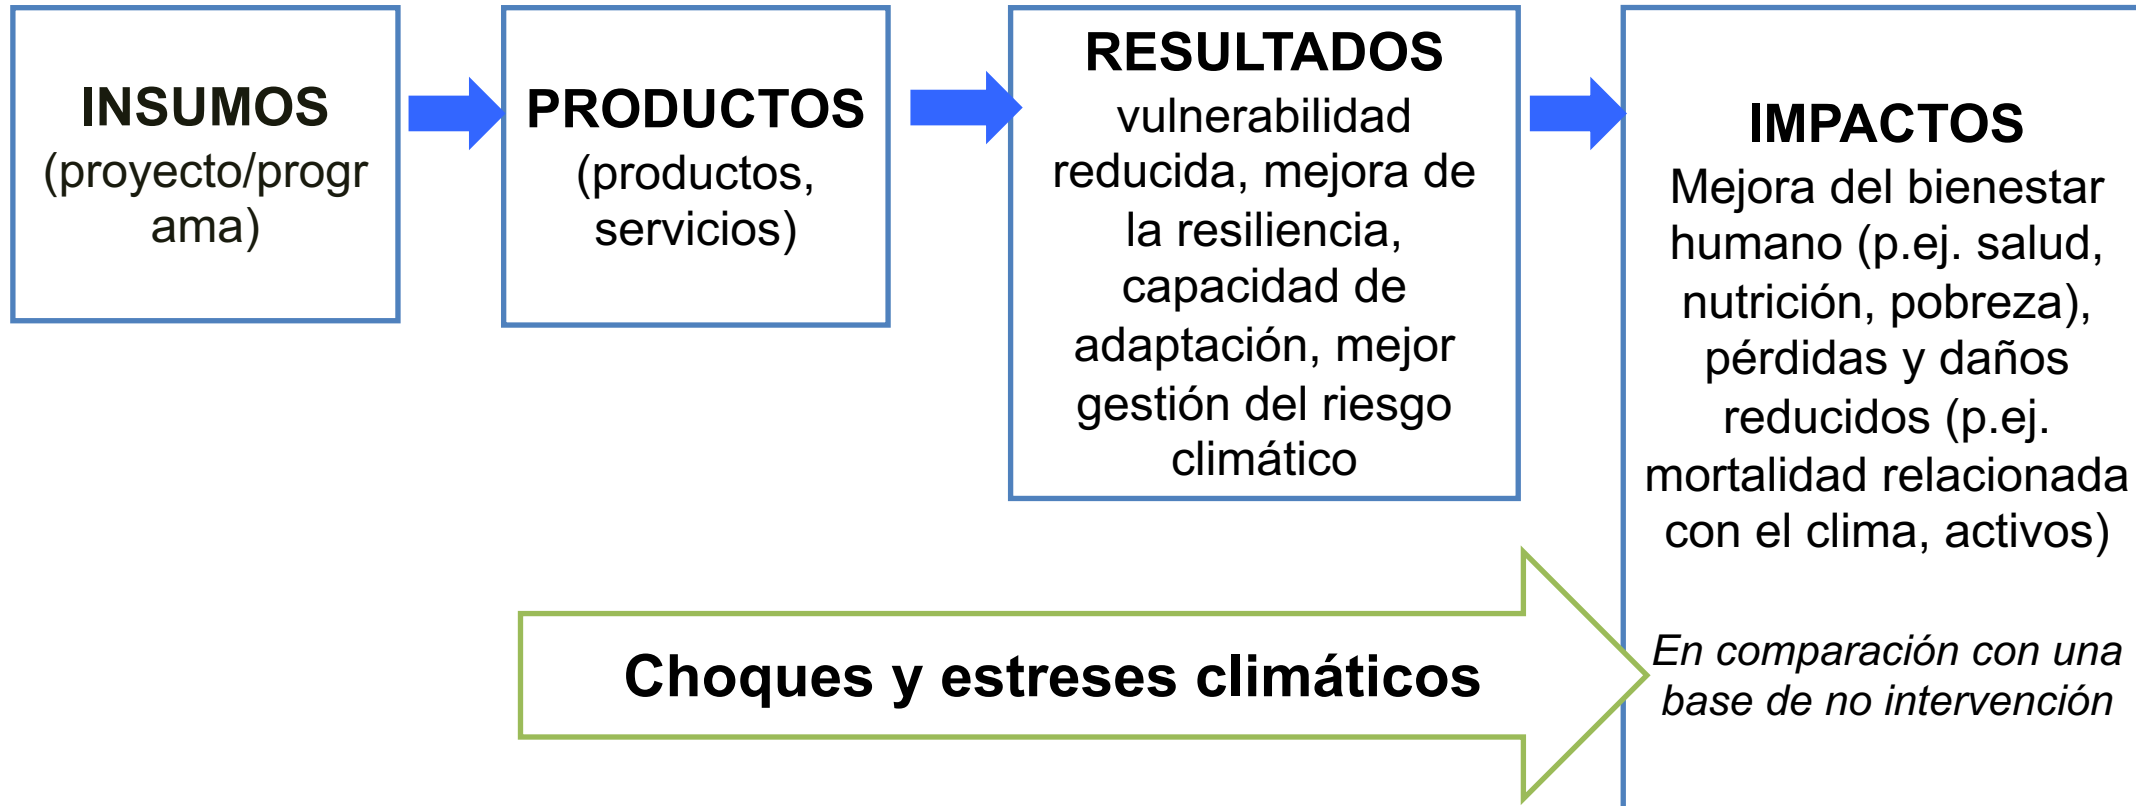 INSUMOS
(proyecto/progr
ama)
PRODUCTOS
(productos,
servicios)
RESULTADOS
vulnerabilidad
reducida, mejora de
la resiliencia,
capacidad de
adaptación, mejor
gestión del riesgo
climático
IMPACTOS
Mejora del bienestar
humano (p.ej. salud,
nutrición, pobreza),
pérdidas y daños
reducidos (p.ej.
mortalidad relacionada
con el clima, activos)
En comparación con una
base de no intervención
Choques y estreses climáticos